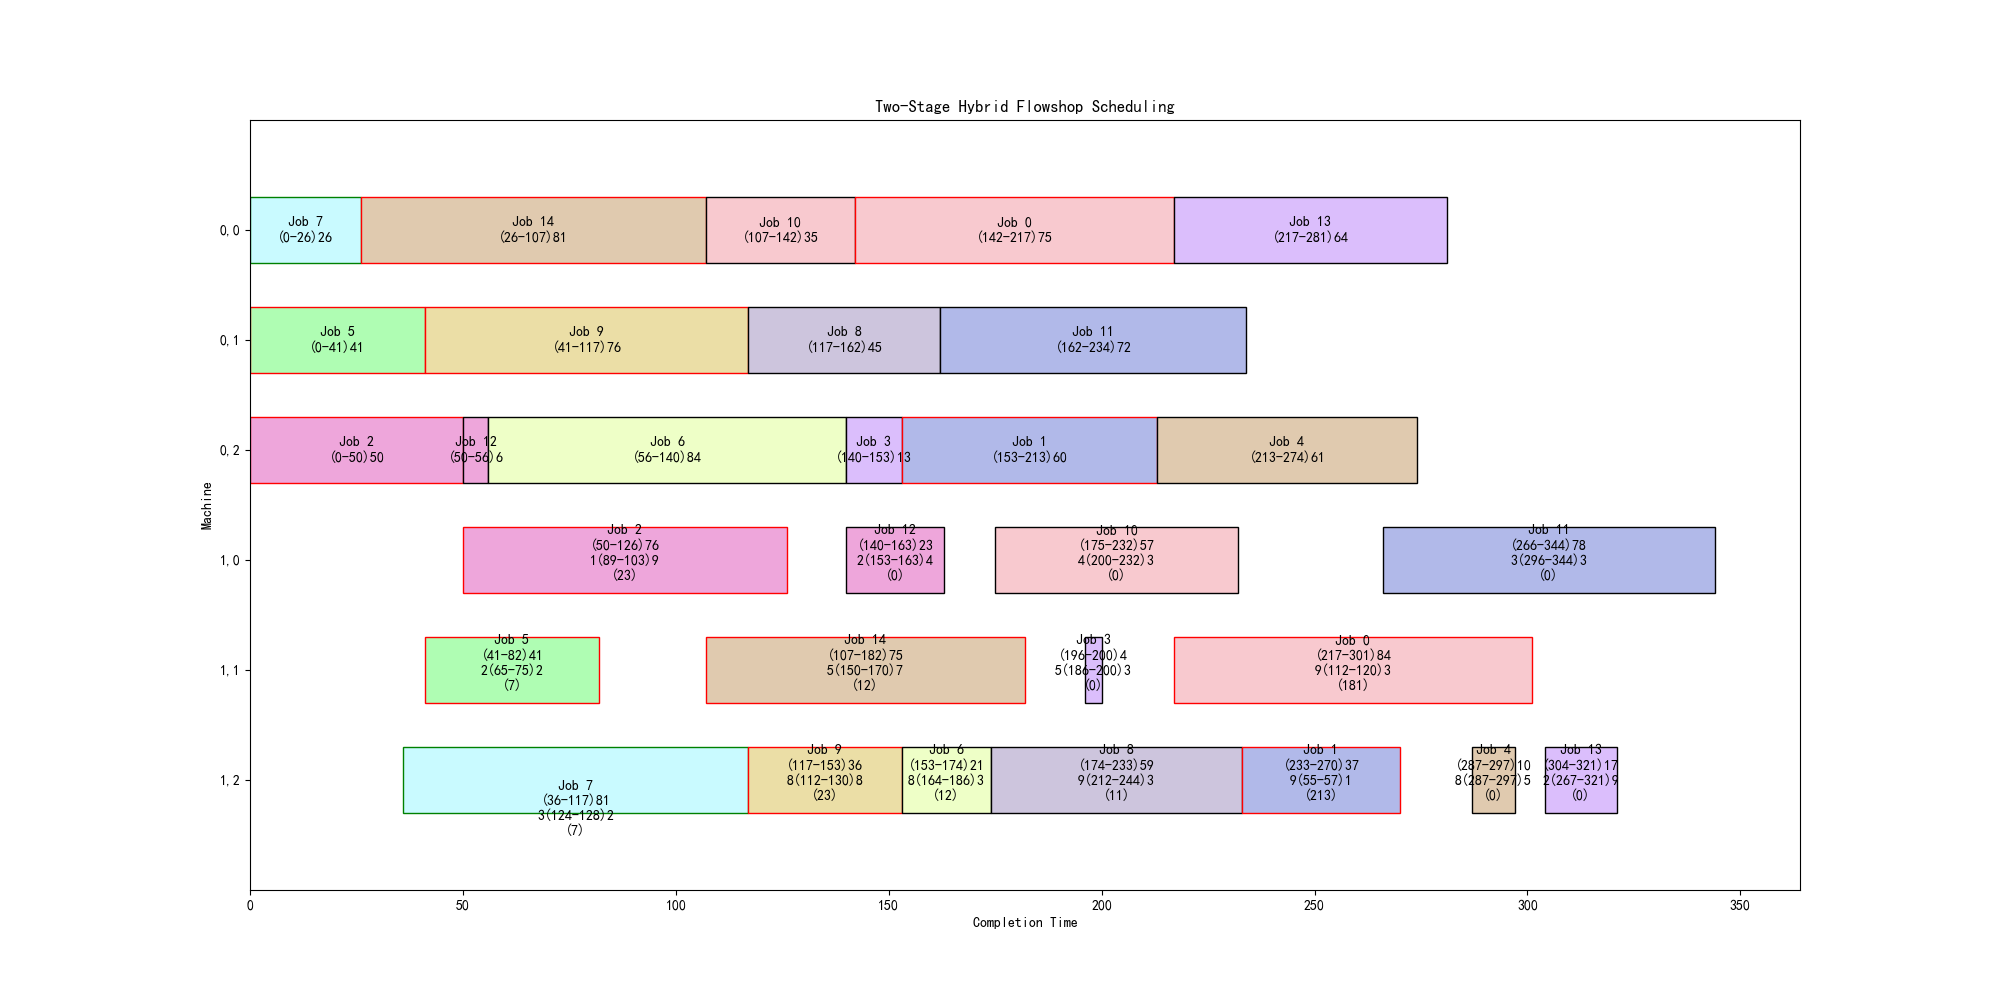 Two-Stage Hybrid Flowshop Scheduling
0,0
Job 7
(0-26)26
Job 14
(26-107)81
Job 10
(107-142)35
Job 0
(142-217)75
Job 13
(217-281)64
0,1
Job 5
(0-41)41
Job 9
(41-117)76
Job 8
(117-162)45
Job 11
(162-234)72
0,2
Job 2
(0-50)50
Job 12
(50-56)6
Job 6
(56-140)84
Job 3
(140-153)13
Job 1
(153-213)60
Job 4
(213-274)61
Machine
1,0
Job 2
(50-126)76
1(89-103)9
(23)
Job 12
(140-163)23
2(153-163)4
(0)
Job 10
(175-232)57
4(200-232)3
(0)
Job 11
(266-344)78
3(296-344)3
(0)
1,1
Job 5
(41-82)41
2(65-75)2
(7)
Job 14
(107-182)75
5(150-170)7
(12)
Job 3
(196-200)4
5(186-200)3
(0)
Job 0
(217-301)84
9(112-120)3
(181)
1,2
Job 7
(36-117)81
3(124-128)2
(7)
Job 9
(117-153)36
8(112-130)8
(23)
Job 6
(153-174)21
8(164-186)3
(12)
Job 8
(174-233)59
9(212-244)3
(11)
Job 1
(233-270)37
9(55-57)1
(213)
Job 4
(287-297)10
8(287-297)5
(0)
Job 13
(304-321)17
2(267-321)9
(0)
0
50
100
150
200
250
300
350
Completion Time